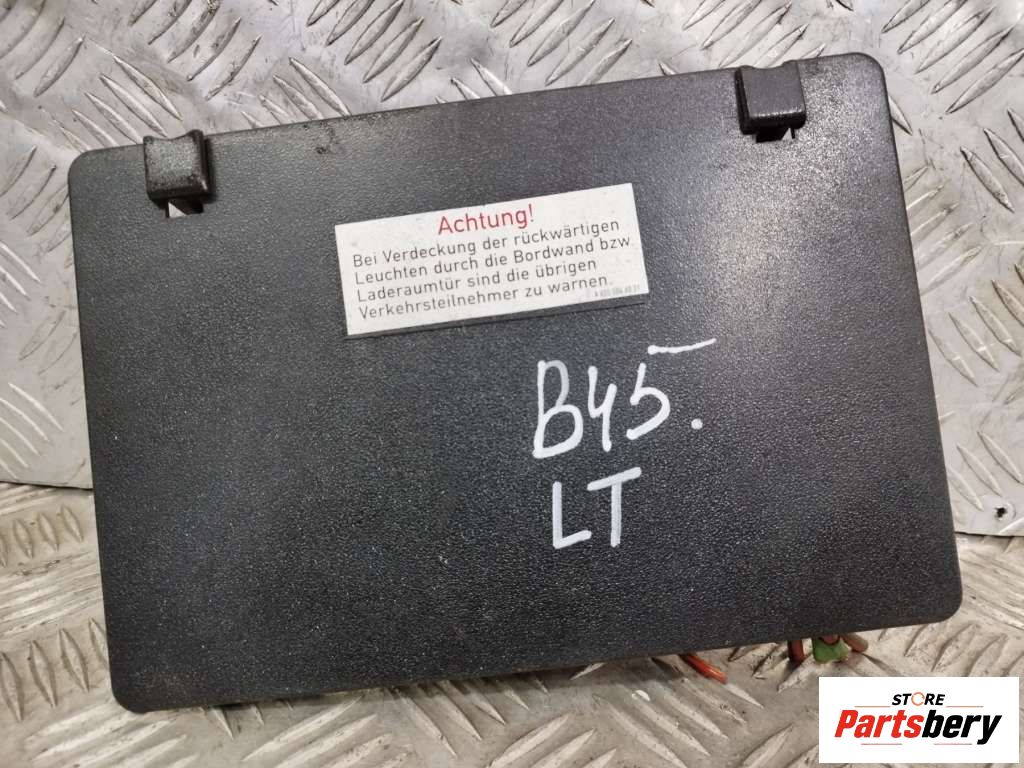 Achtung!
Bei Verdeckung der rückwärtigen
Leuchten durch die Bordwand bzw.
Laderaumtür sind die übrigen
Verkehrsteilnehmer zu warnen.
B45.
LT
STORE
Partsbery